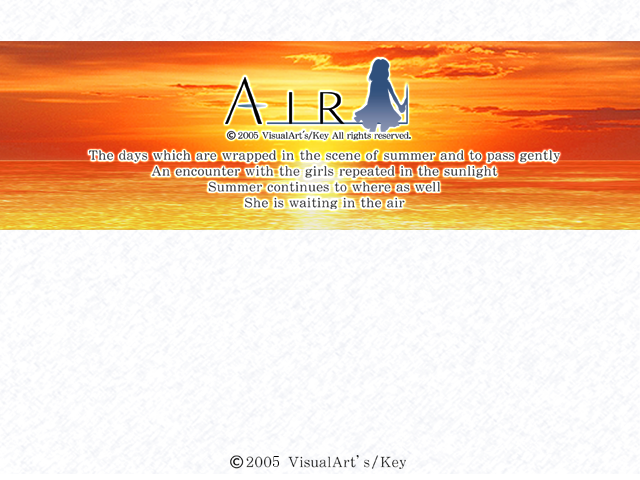 AIR
© 2005 VisualArt's/Key All rights reserved.
The days which are wrapped in the scene of summer and to pass gently
An encounter with the girls repeated in the sunlight
Summer continues to where as well
She is waiting in the air
© 2005 VisualArt's/Key